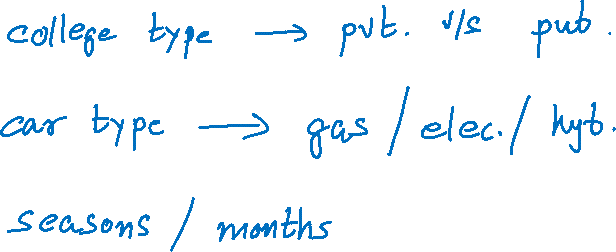 college type → pvt. v/s pub.
car type → gas / elec. / hyb.
seasons / months